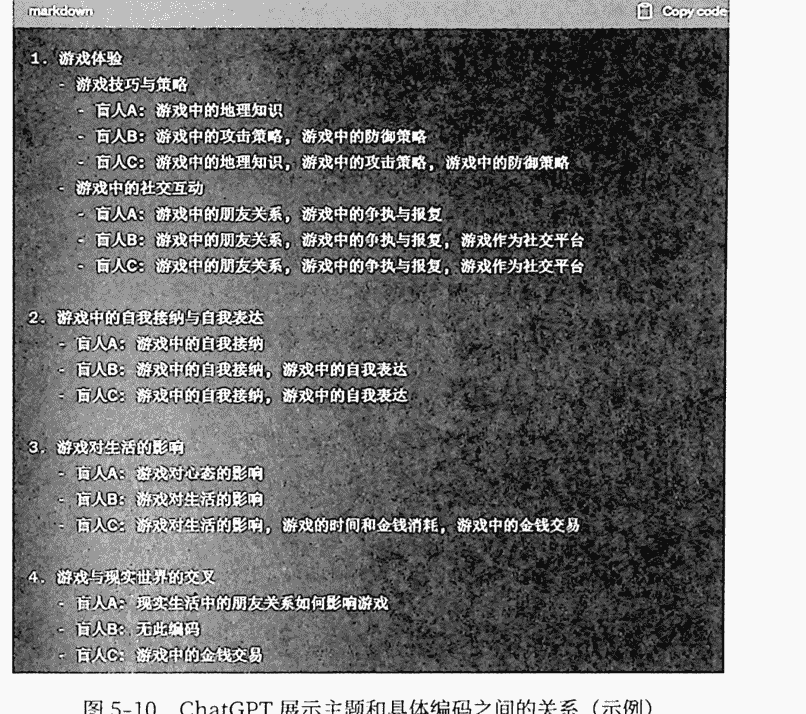 markdown
Copy code
1. 游戏体验
- 游戏技巧与策略
- 盲人A: 游戏中的地理知识
- 盲人B: 游戏中的攻击策略, 游戏中的防御策略
- 盲人C: 游戏中的地理知识, 游戏中的攻击策略, 游戏中的防御策略
- 游戏中的社交互动
- 盲人A: 游戏中的朋友关系, 游戏中的争执与报复
- 盲人B: 游戏中的朋友关系, 游戏中的争执与报复, 游戏作为社交平台
- 盲人C: 游戏中的朋友关系, 游戏中的争执与报复, 游戏作为社交平台
2. 游戏中的自我接纳与自我表达
- 盲人A: 游戏中的自我接纳
- 盲人B: 游戏中的自我接纳, 游戏中的自我表达
- 盲人C: 游戏中的自我接纳, 游戏中的自我表达
3. 游戏对生活的影响
- 盲人A: 游戏对心态的影响
- 盲人B: 游戏对生活的影响
- 盲人C: 游戏对生活的影响, 游戏的时间和金钱消耗, 游戏中的金钱交易
4. 游戏与现实世界的交叉
- 盲人A: 现实生活中的朋友关系如何影响游戏
- 盲人B: 无此编码
- 盲人C: 游戏中的金钱交易
图 5-10 ChatGPT 展示主题和具体编码之间的关系（示例）